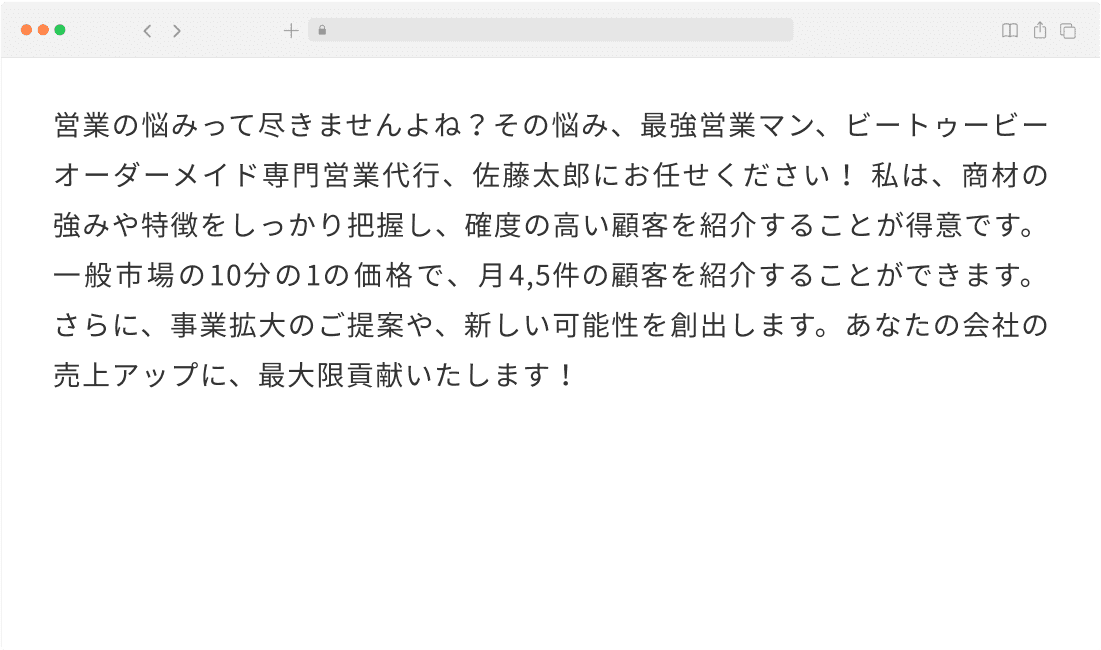 営業の悩みって尽きませんよね？その悩み、最強営業マン、ビートゥービー
オーダーメイド専門営業代行、佐藤太郎にお任せください！ 私は、商材の
強みや特徴をしっかり把握し、確度の高い顧客を紹介することが得意です。
一般市場の10分の1の価格で、月4,5件の顧客を紹介することができます。
さらに、事業拡大のご提案や、新しい可能性を創出します。あなたの会社の
売上アップに、最大限貢献いたします！